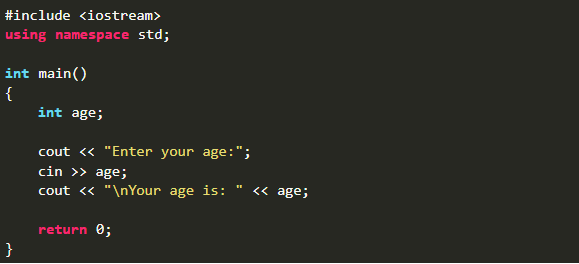 #include <iostream>
using namespace std;
int main()
{
    int age;
    cout << "Enter your age:";
    cin >> age;
    cout << "\nYour age is: " << age;
    return 0;
}